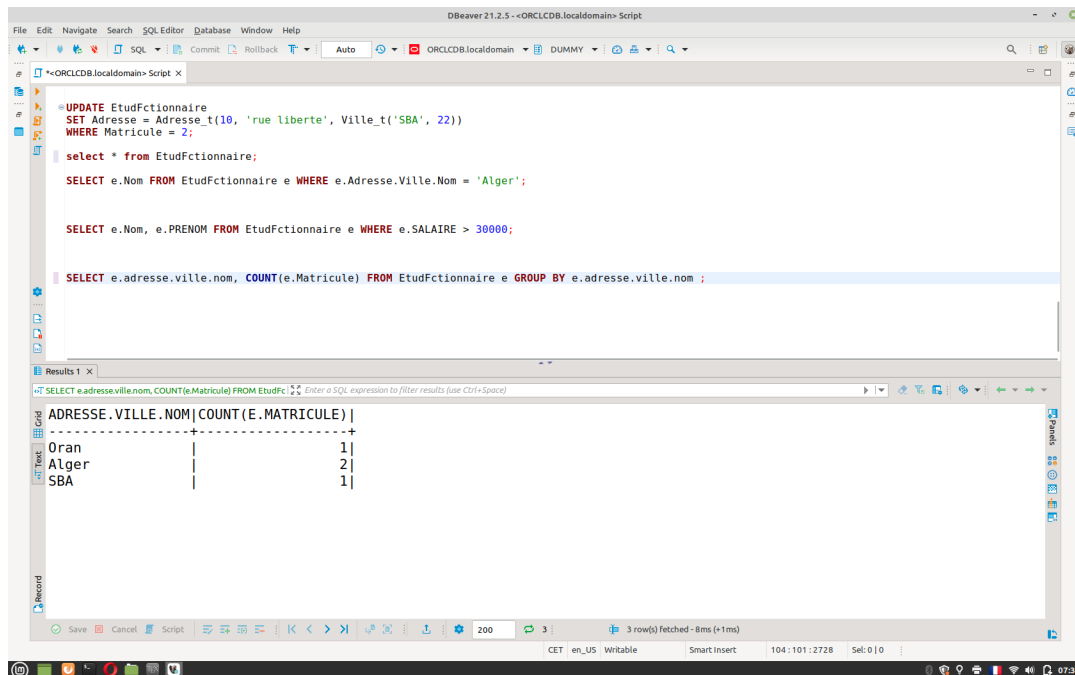 DBeaver 21.2.5 - <ORCLCDB.localdomain> Script
File Edit Navigate Search SQL Editor Database Window Help
SQL Commit Rollback Auto ORCLCDB.localdomain DUMMY
*<ORCLCDB.localdomain> Script
UPDATE EtudFctionnaire
SET Adresse = Adresse_t(10, 'rue liberte', Ville_t('SBA', 22))
WHERE Matricule = 2;
select * from EtudFctionnaire;
SELECT e.Nom FROM EtudFctionnaire e WHERE e.Adresse.Ville.Nom = 'Alger';
SELECT e.Nom, e.PRENOM FROM EtudFctionnaire e WHERE e.SALAIRE > 30000;
SELECT e.adresse.ville.nom, COUNT(e.Matricule) FROM EtudFctionnaire e GROUP BY e.adresse.ville.nom ;
Results 1
SELECT e.adresse.ville.nom, COUNT(e.Matricule) FROM EtudFc Enter a SQL expression to filter results (use Ctrl+Space)
Grid
Text
Record
Panels
ADRESSE.VILLE.NOM|COUNT(E.MATRICULE)|
-----------------+------------------+
Oran | 1|
Alger | 2|
SBA | 1|
Save Cancel Script 200 3 3 row(s) fetched - 8ms (+1ms)
CET en_US Writable Smart Insert 104 : 101 : 2728 Sel: 0 | 0
07:3